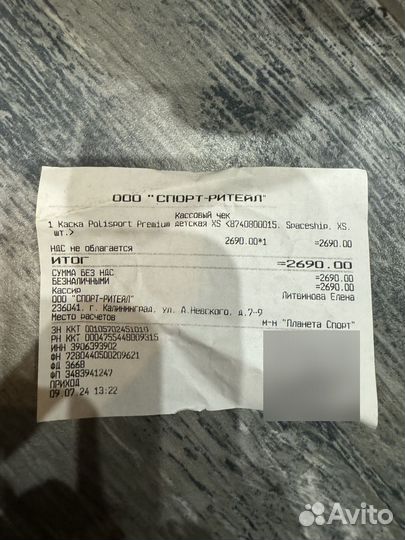 ООО "СПОРТ-РИТЕЙЛ"
Кассовый чек
1 Каска Polisport Premium детская XS <8740800015. Spaceship. XS.
шт.>
2690.00*1 =2690.00
НДС не облагается
ИТОГ =2690.00
СУММА БЕЗ НДС =2690.00
БЕЗНАЛИЧНЫМИ =2690.00
Кассир Литвинова Елена
ООО "СПОРТ-РИТЕЙЛ"
236041. г. Калининград. ул. А.Невского. д.7-9
Место расчетов м-н "Планета Спорт"
ЗН ККТ 00105702451010
РН ККТ 0004755448009315
ИНН 3906393902
ФН 7280440500209621
ФД 3668
ФП 3483941247
ПРИХОД
09.07.24 13:22
Avito